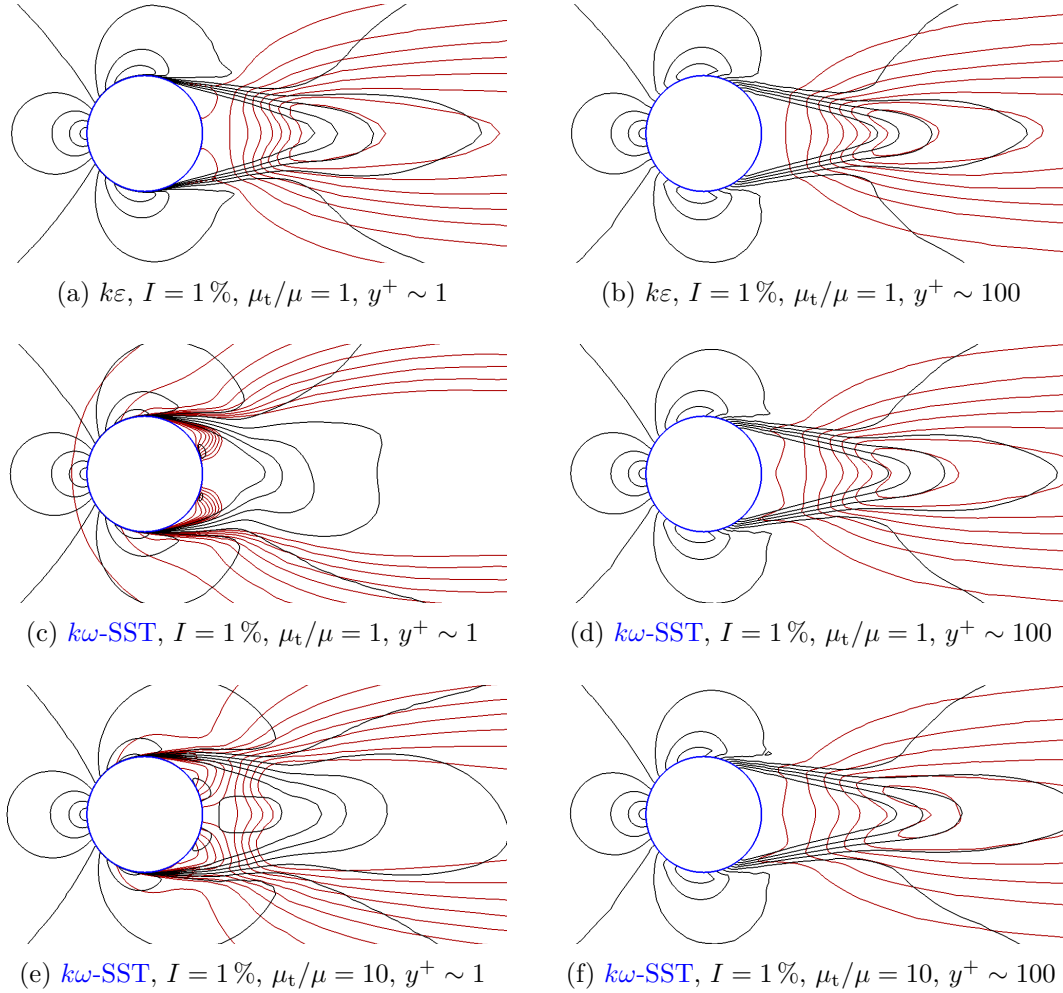 (a) kε, I = 1 %, μt/μ = 1, y+ ∼ 1
(b) kε, I = 1 %, μt/μ = 1, y+ ∼ 100
(c) kω-SST, I = 1 %, μt/μ = 1, y+ ∼ 1
(d) kω-SST, I = 1 %, μt/μ = 1, y+ ∼ 100
(e) kω-SST, I = 1 %, μt/μ = 10, y+ ∼ 1
(f) kω-SST, I = 1 %, μt/μ = 10, y+ ∼ 100